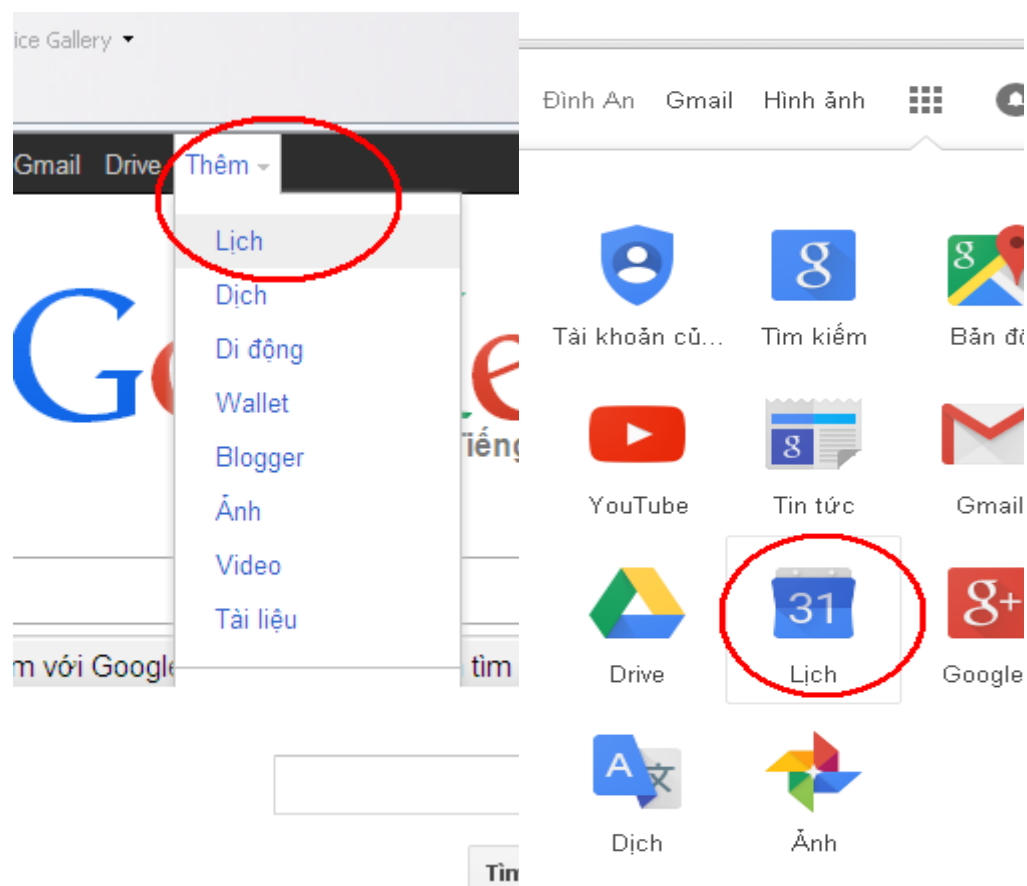 ice Gallery
Gmail Drive Thêm
Lịch
Dịch
Di động
Wallet
Blogger
Ảnh
Video
Tài liệu
Tiếng
m với Google
tìm
Tìm
Đình An Gmail Hình ảnh
Tài khoản củ... Tìm kiếm Bản đồ
YouTube Tin tức Gmail
31
Drive Lịch Google
Dịch Ảnh